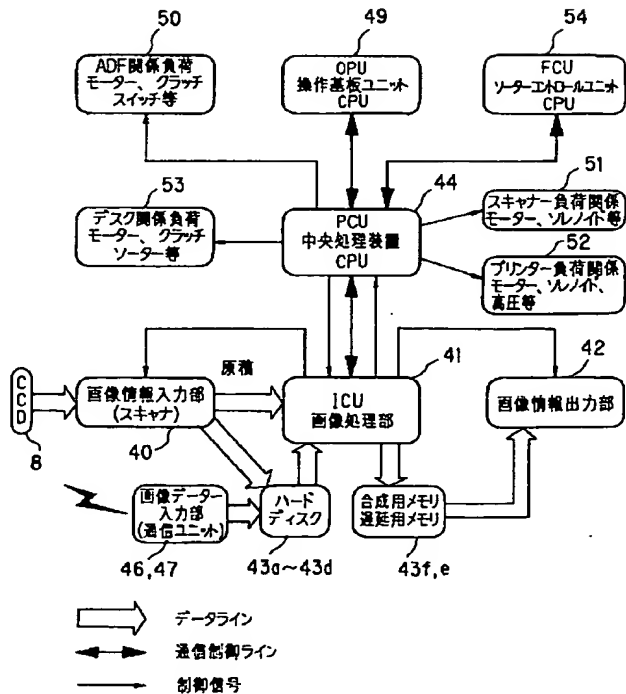 50
49
54
ADF関係負荷
モーター、クラッチ
スイッチ等
OPU
操作基板ユニット
CPU
FCU
ソーターコントロールユニット
CPU
53
44
51
デスク関係負荷
モーター、クラッチ
ソーター等
PCU
中央処理装置
CPU
スキャナー負荷関係
モーター、ソルノイド等
52
プリンター負荷関係
モーター、ソルノイド、
高圧等
原稿
41
42
CCD
8
画像情報入力部
(スキャナ)
40
ICU
画像処理部
画像情報出力部
画像データー
入力部
(通信ユニット)
46,47
ハード
ディスク
43a~43d
合成用メモリ
遅延用メモリ
43f,e
データライン
通信制御ライン
制御信号